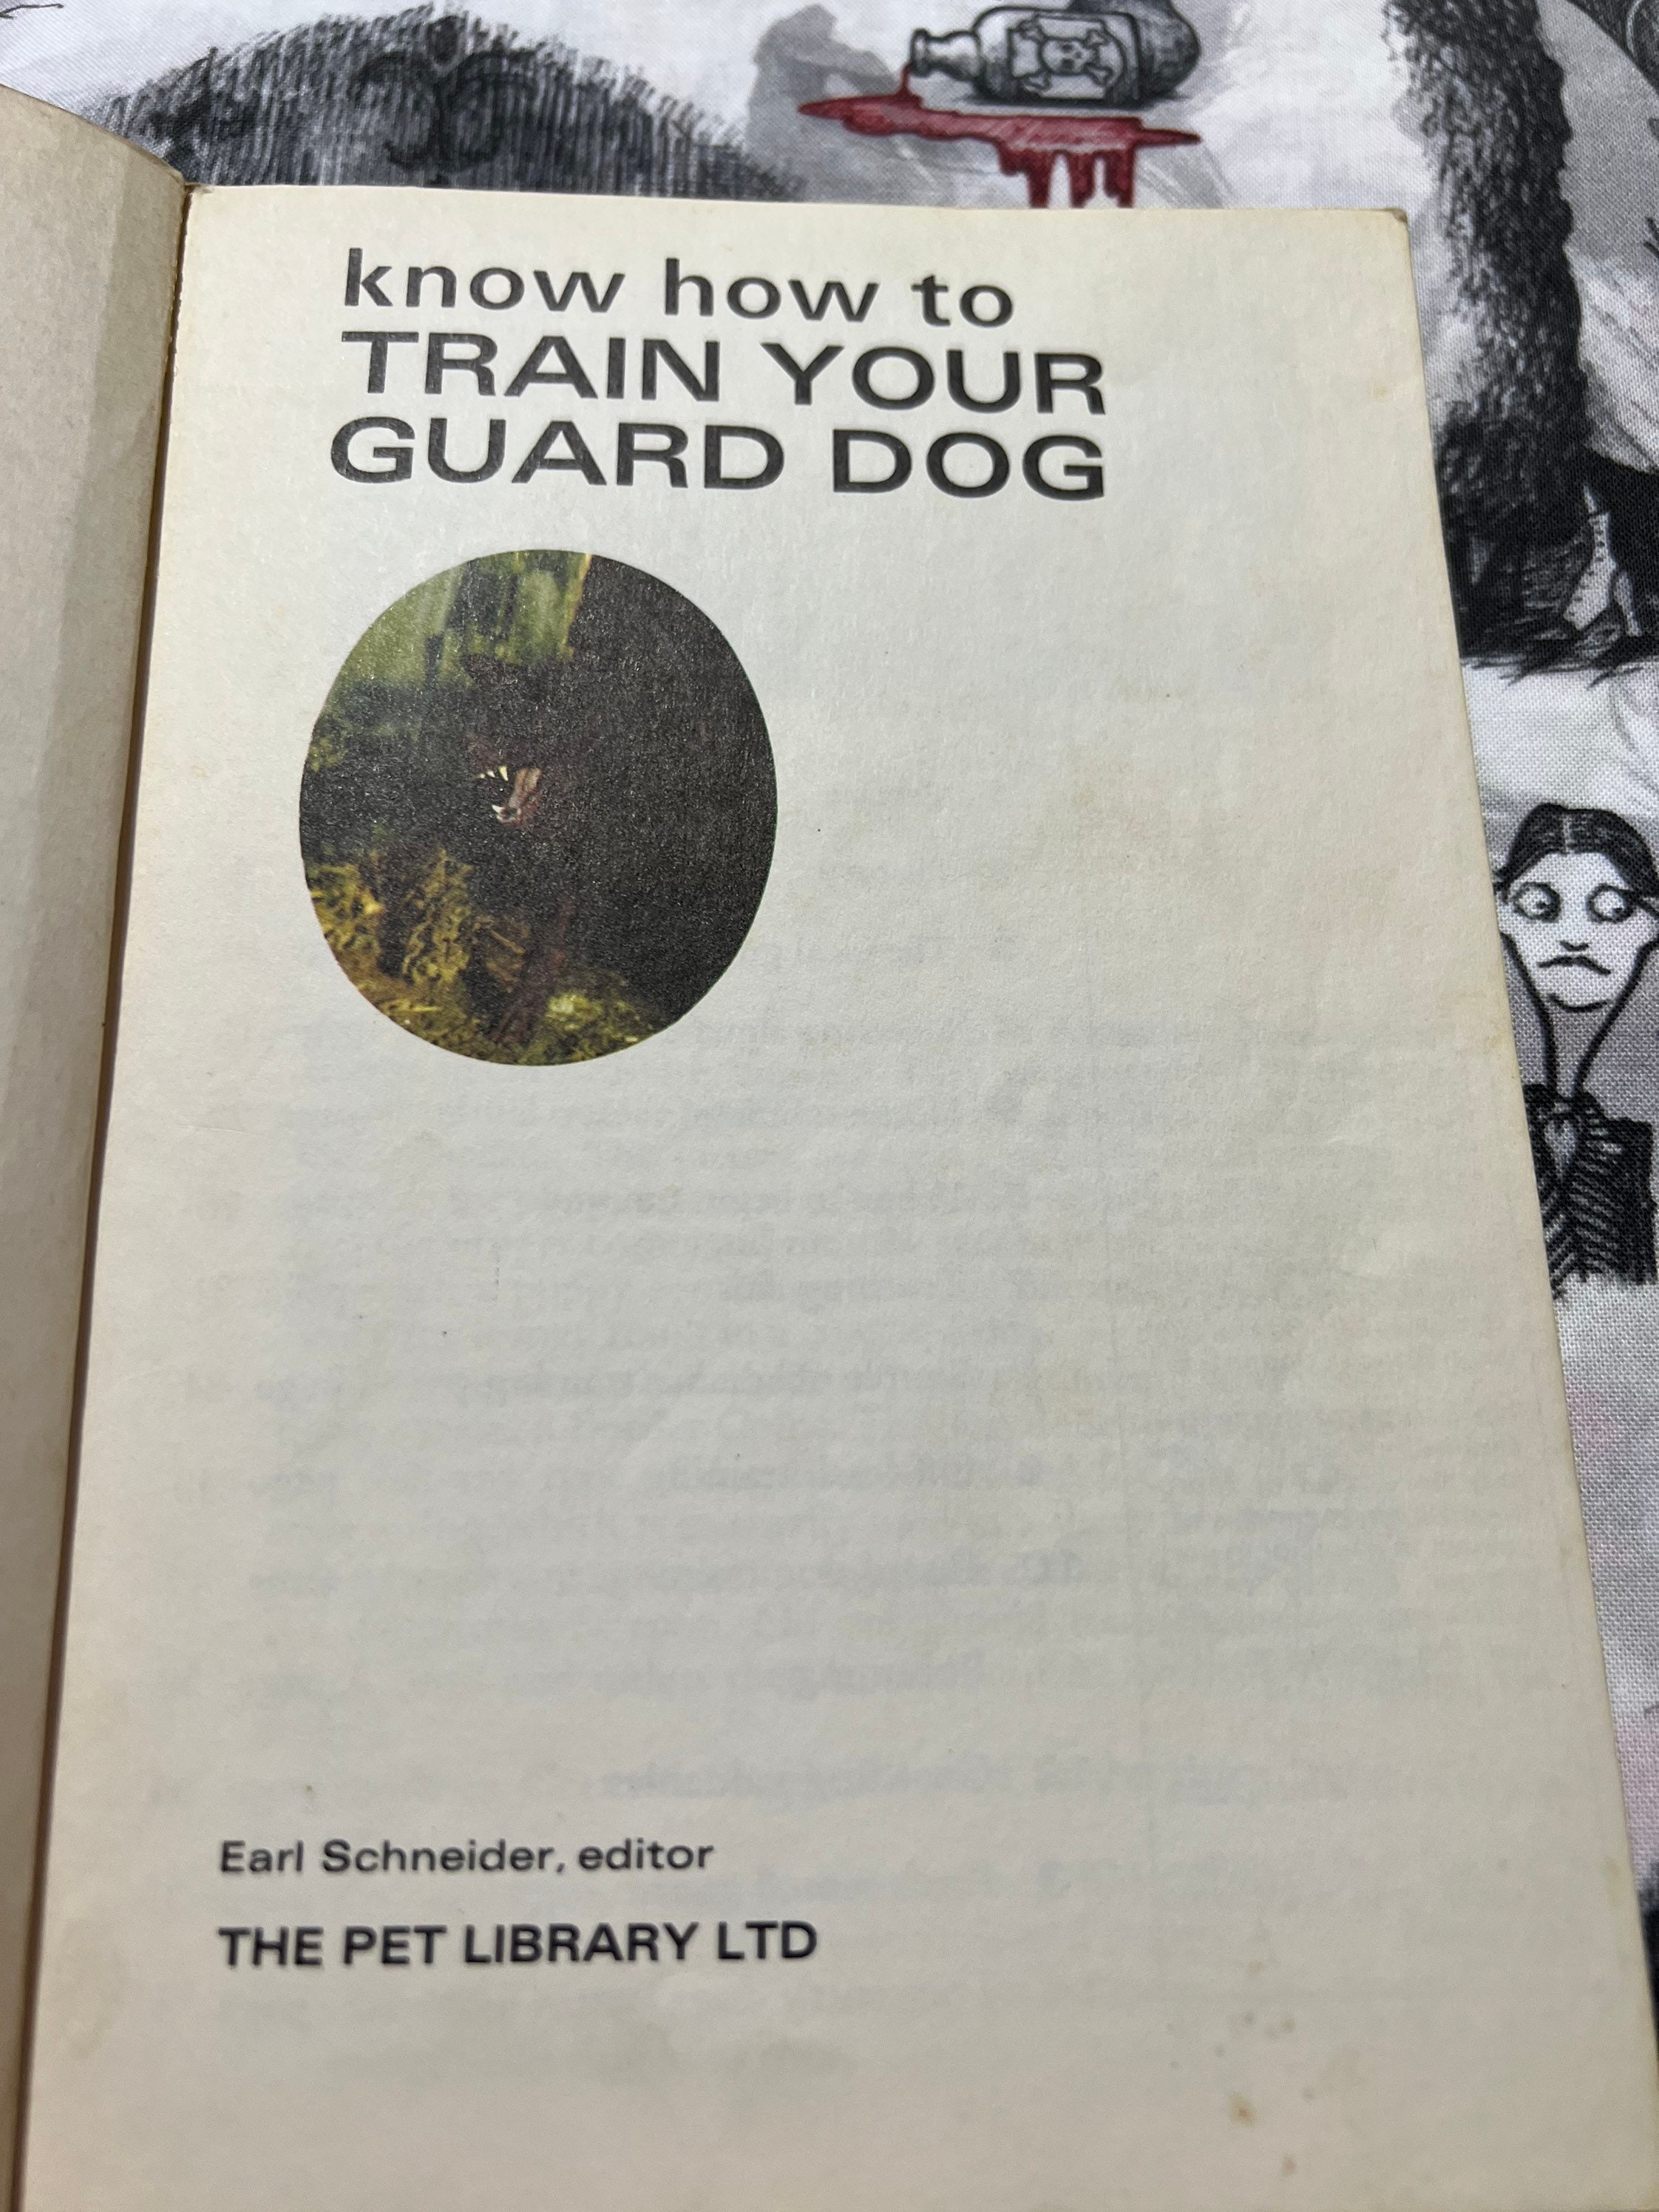 know how to
TRAIN YOUR
GUARD DOG
Earl Schneider, editor
THE PET LIBRARY LTD